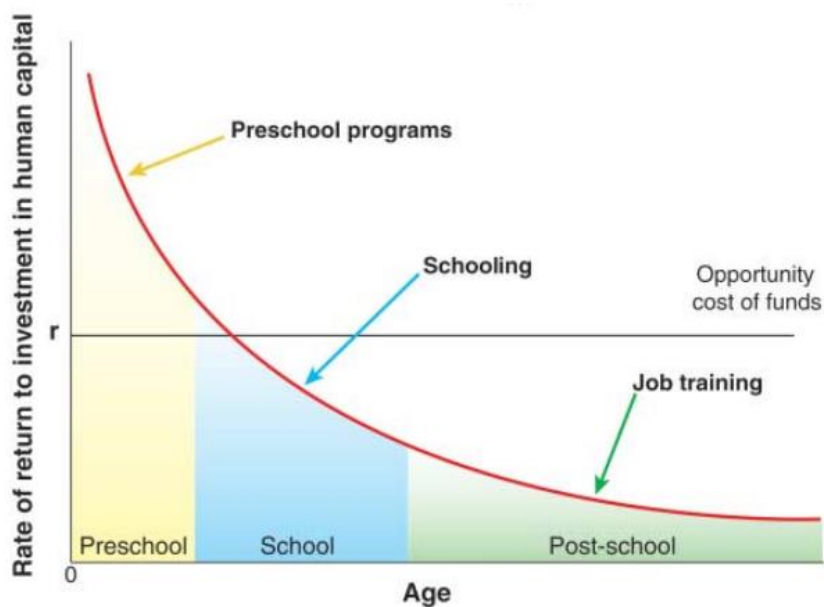 Rate of return to investment in human capital
Preschool programs
Schooling
Opportunity
cost of funds
r
Job training
Preschool
School
Post-school
0
Age